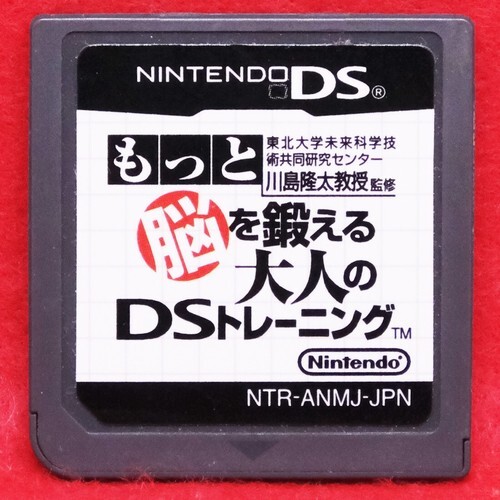 NINTENDO DS®
もっと
東北大学未来科学技
術共同研究センター
川島隆太教授監修
脳を鍛える
大人の
DSトレーニング™
Nintendo®
NTR-ANMJ-JPN